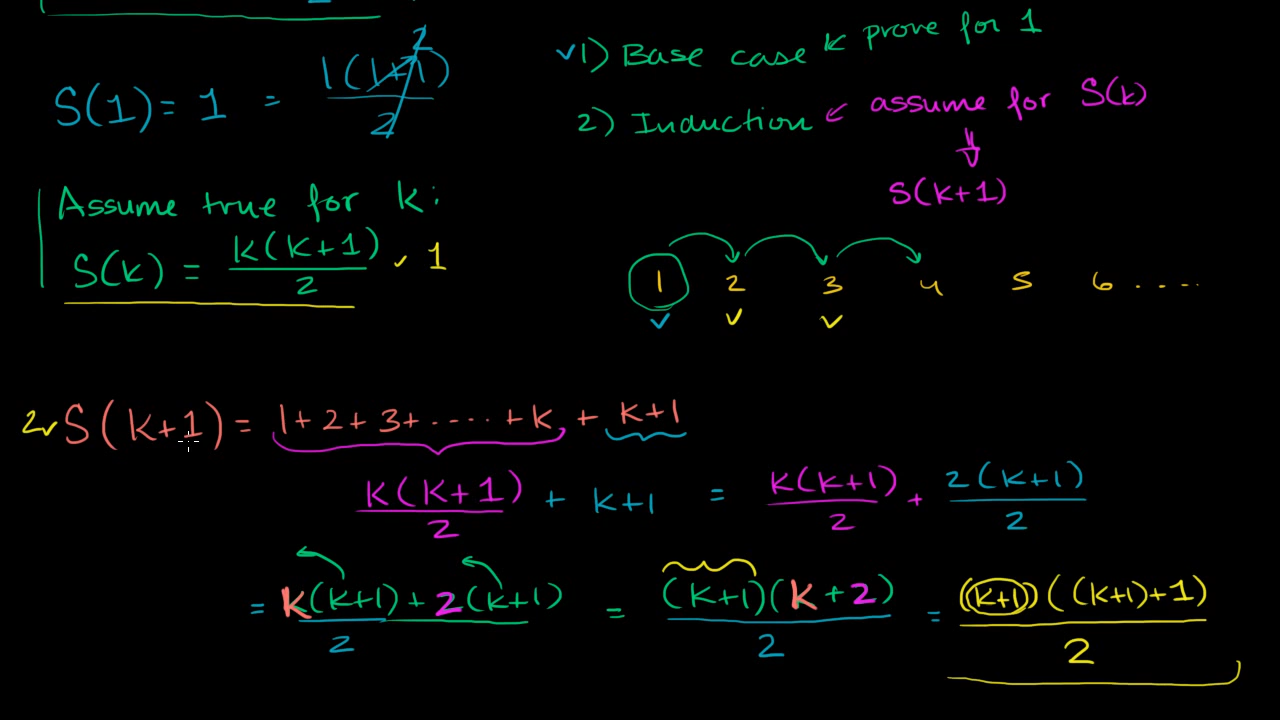 S(1) = 1 = 1(1+1) 2 / 2
✓1) Base case ← prove for 1
2) Induction ← assume for S(k)
⇓
S(k+1)
Assume true for k:
S(k) = k(k+1) / 2 ✓ 1
1 2 3 4 5 6 ....
✓ ✓ ✓
2✓ S(k+1) = 1+2+3+.....+k + k+1
k(k+1) / 2 + k+1 = k(k+1) / 2 + 2(k+1) / 2
= k(k+1)+2(k+1) / 2 = (k+1)(k+2) / 2 = ((k+1))((k+1)+1) / 2